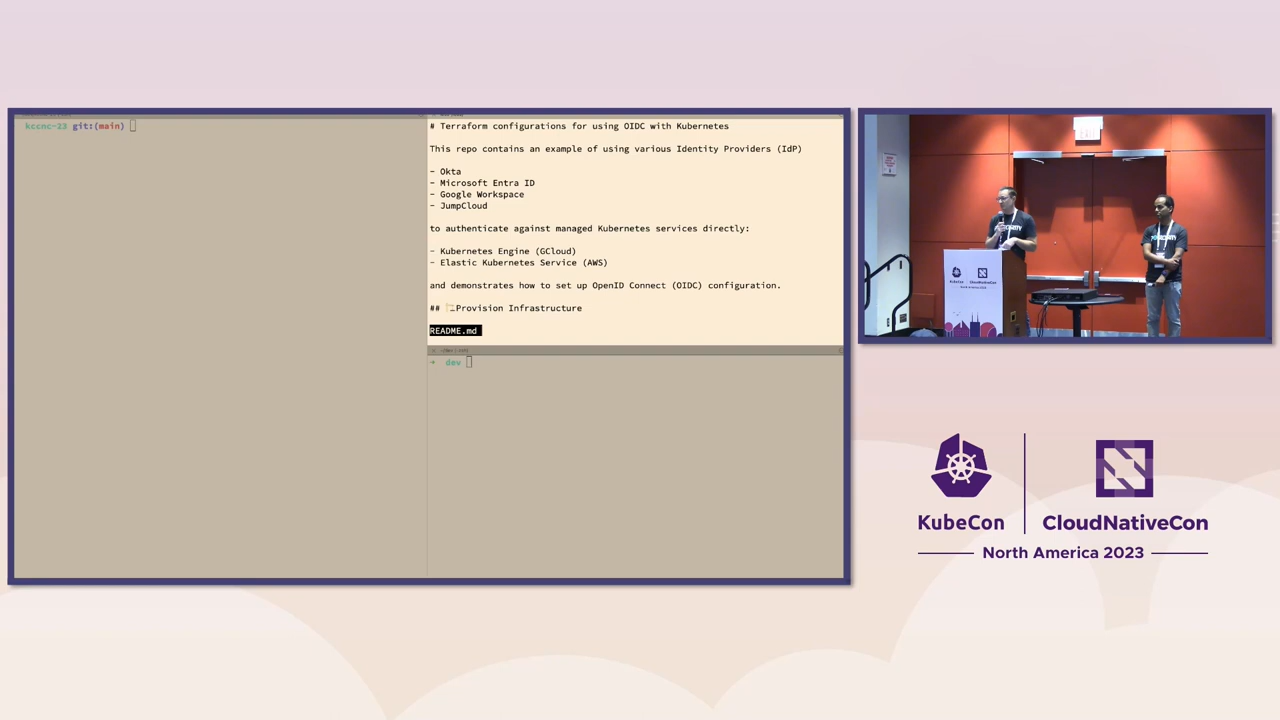 kccnc-23 git:(main)
# Terraform configurations for using OIDC with Kubernetes
This repo contains an example of using various Identity Providers (IdP)
- Okta
- Microsoft Entra ID
- Google Workspace
- JumpCloud
to authenticate against managed Kubernetes services directly:
- Kubernetes Engine (GCloud)
- Elastic Kubernetes Service (AWS)
and demonstrates how to set up OpenID Connect (OIDC) configuration.
## Provision Infrastructure
README.md
→ dev
KubeCon
CloudNativeCon
North America 2023